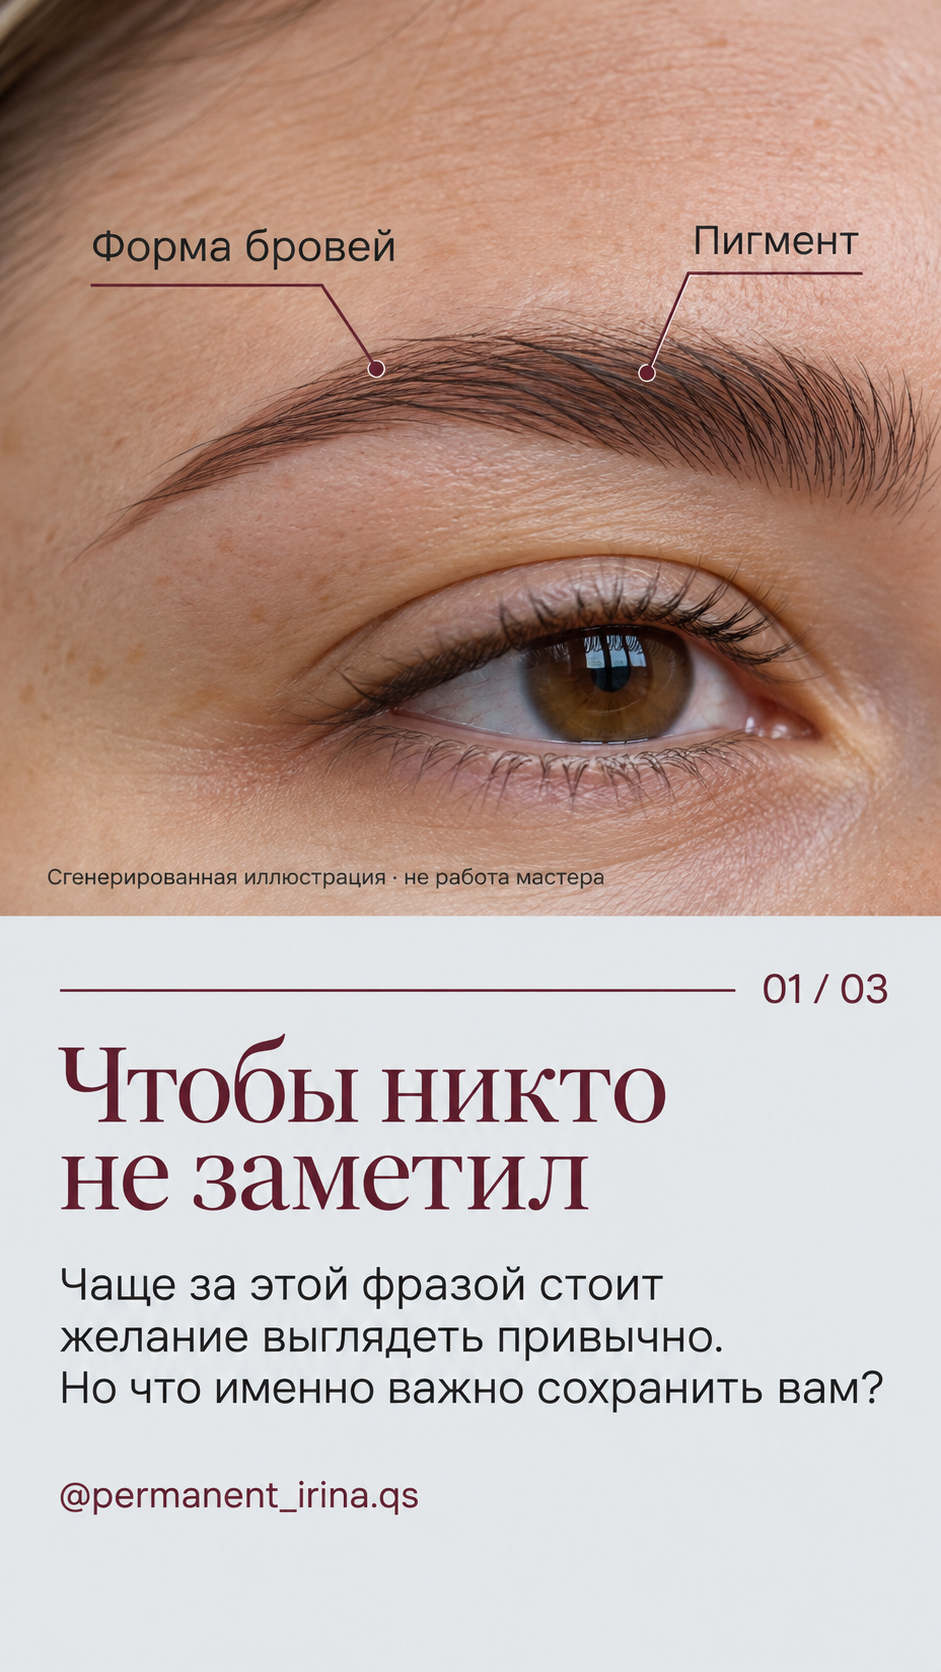 Форма бровей
Пигмент
Сгенерированная иллюстрация · не работа мастера
01 / 03
Чтобы никто
не заметил
Чаще за этой фразой стоит
желание выглядеть привычно.
Но что именно важно сохранить вам?
@permanent_irina.qs